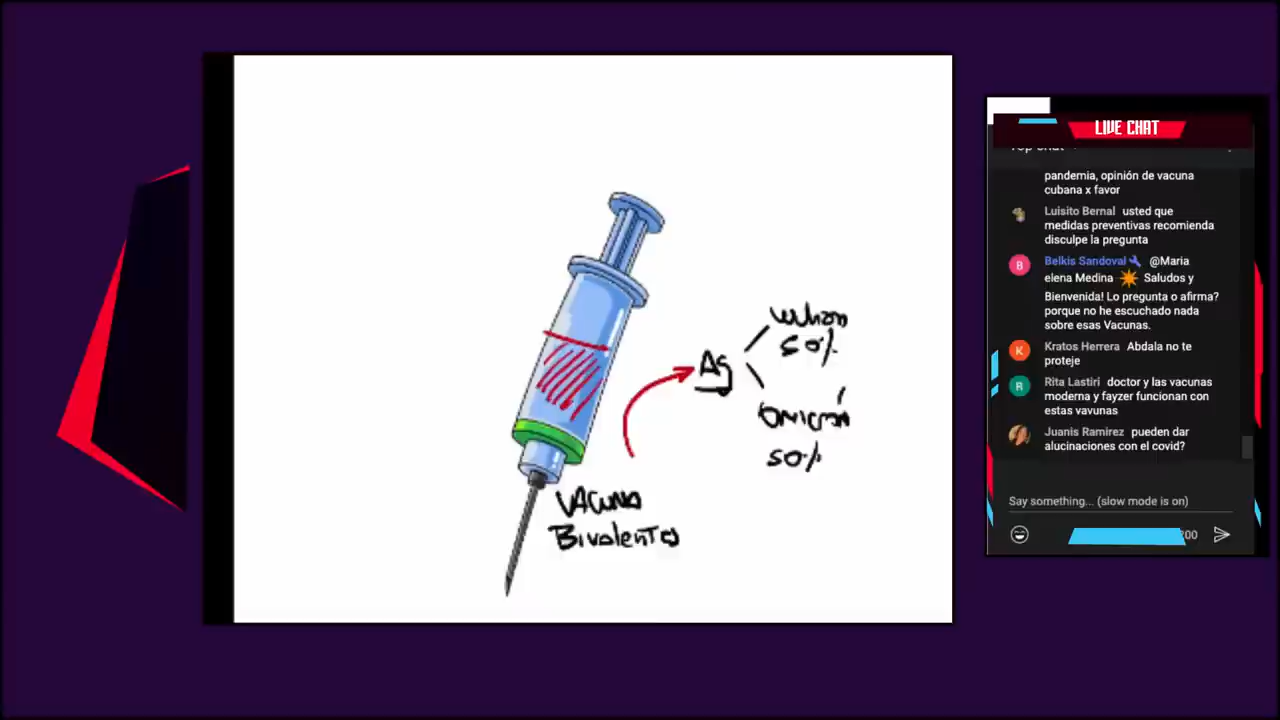 Wuhan
50%
Ag
Omicrón
50%
Vacuna
Bivalente
LIVE CHAT
pandemia, opinión de vacuna
cubana x favor
Luisito Bernal usted que
medidas preventivas recomienda
disculpe la pregunta
Belkis Sandoval @Maria
elena Medina Saludos y
Bienvenida! Lo pregunta o afirma?
porque no he escuchado nada
sobre esas Vacunas.
Kratos Herrera Abdala no te
proteje
Rita Lastiri doctor y las vacunas
moderna y fayzer funcionan con
estas vavunas
Juanis Ramirez pueden dar
alucinaciones con el covid?
Say something... (slow mode is on)